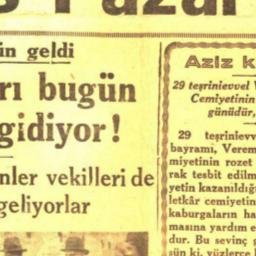 Pazar
ün geldi
rı bugün
gidiyor!
nler vekilleri de
geliyorlar
Aziz k
29 teşrinievvel
Cemiyetinin
günüdür,
29 teşrinievv
bayramı, Verem
miyetinin rozet
rak tesbit edilm
yetin kazanıldığı
letkâr cemiyetin
kaburgaların ha
masına yardım e
dur. Bu sevinç g
sün ki, yüzlerce